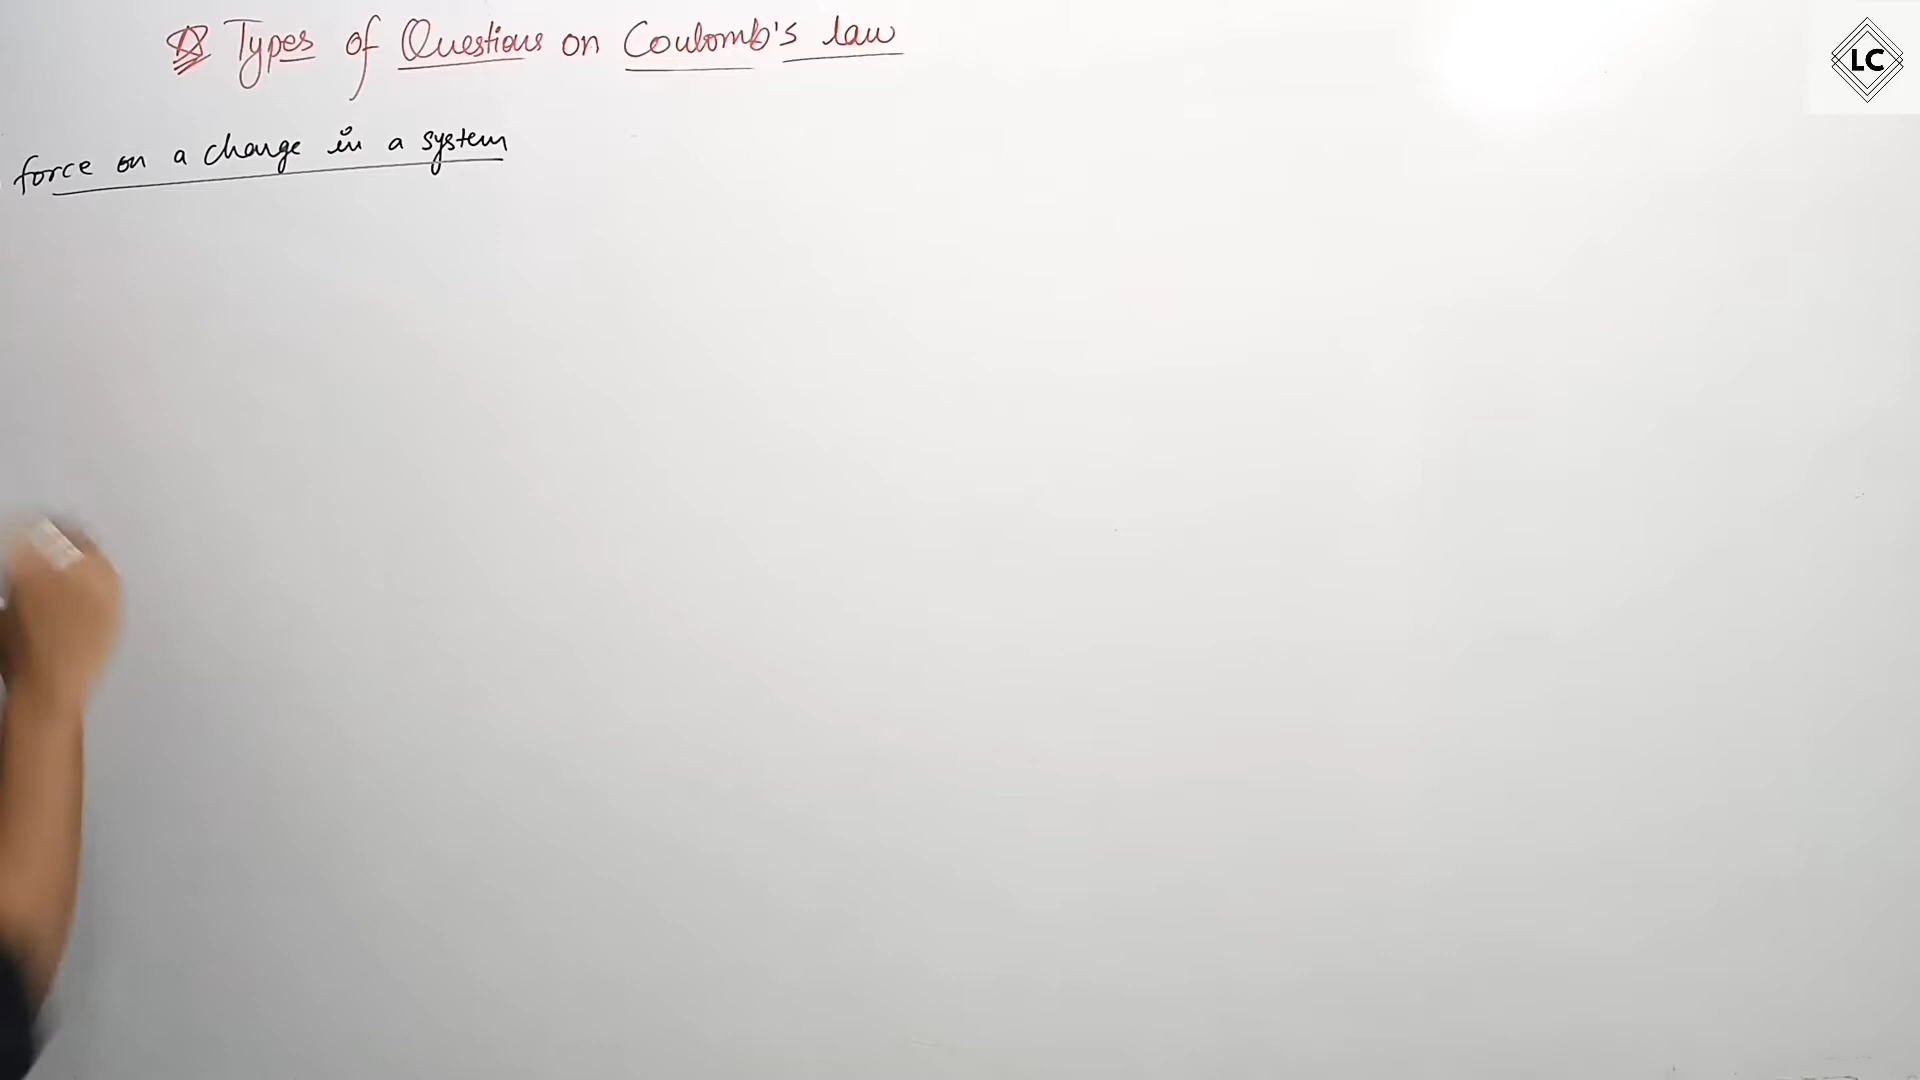 Types of Questions on Coulomb's law
LC
force on a charge in a system